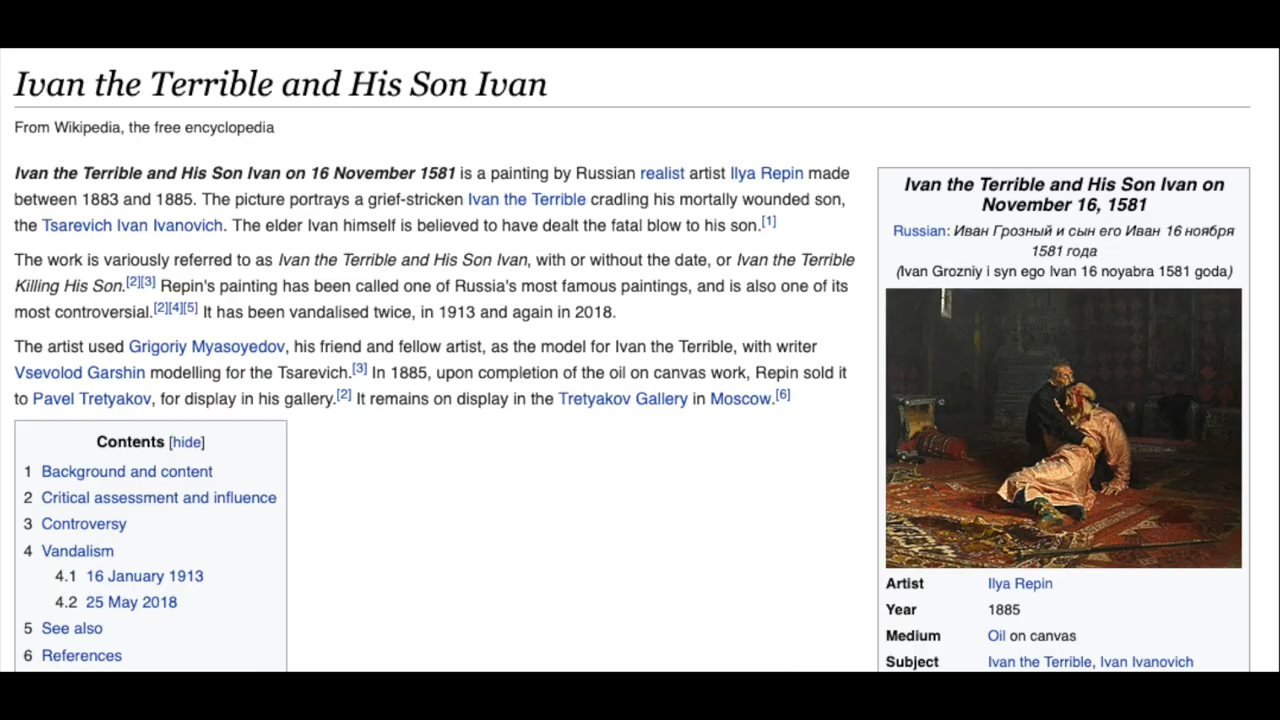 Ivan the Terrible and His Son Ivan
From Wikipedia, the free encyclopedia
Ivan the Terrible and His Son Ivan on 16 November 1581 is a painting by Russian realist artist Ilya Repin made
between 1883 and 1885. The picture portrays a grief-stricken Ivan the Terrible cradling his mortally wounded son,
the Tsarevich Ivan Ivanovich. The elder Ivan himself is believed to have dealt the fatal blow to his son.[1]
The work is variously referred to as Ivan the Terrible and His Son Ivan, with or without the date, or Ivan the Terrible
Killing His Son.[2][3] Repin's painting has been called one of Russia's most famous paintings, and is also one of its
most controversial.[2][4][5] It has been vandalised twice, in 1913 and again in 2018.
The artist used Grigoriy Myasoyedov, his friend and fellow artist, as the model for Ivan the Terrible, with writer
Vsevolod Garshin modelling for the Tsarevich.[3] In 1885, upon completion of the oil on canvas work, Repin sold it
to Pavel Tretyakov, for display in his gallery.[2] It remains on display in the Tretyakov Gallery in Moscow.[6]
Contents [hide]
1 Background and content
2 Critical assessment and influence
3 Controversy
4 Vandalism
4.1 16 January 1913
4.2 25 May 2018
5 See also
6 References
Ivan the Terrible and His Son Ivan on
November 16, 1581
Russian: Иван Грозный и сын его Иван 16 ноября
1581 года
(Ivan Grozniy i syn ego Ivan 16 noyabra 1581 goda)
Artist Ilya Repin
Year 1885
Medium Oil on canvas
Subject Ivan the Terrible, Ivan Ivanovich